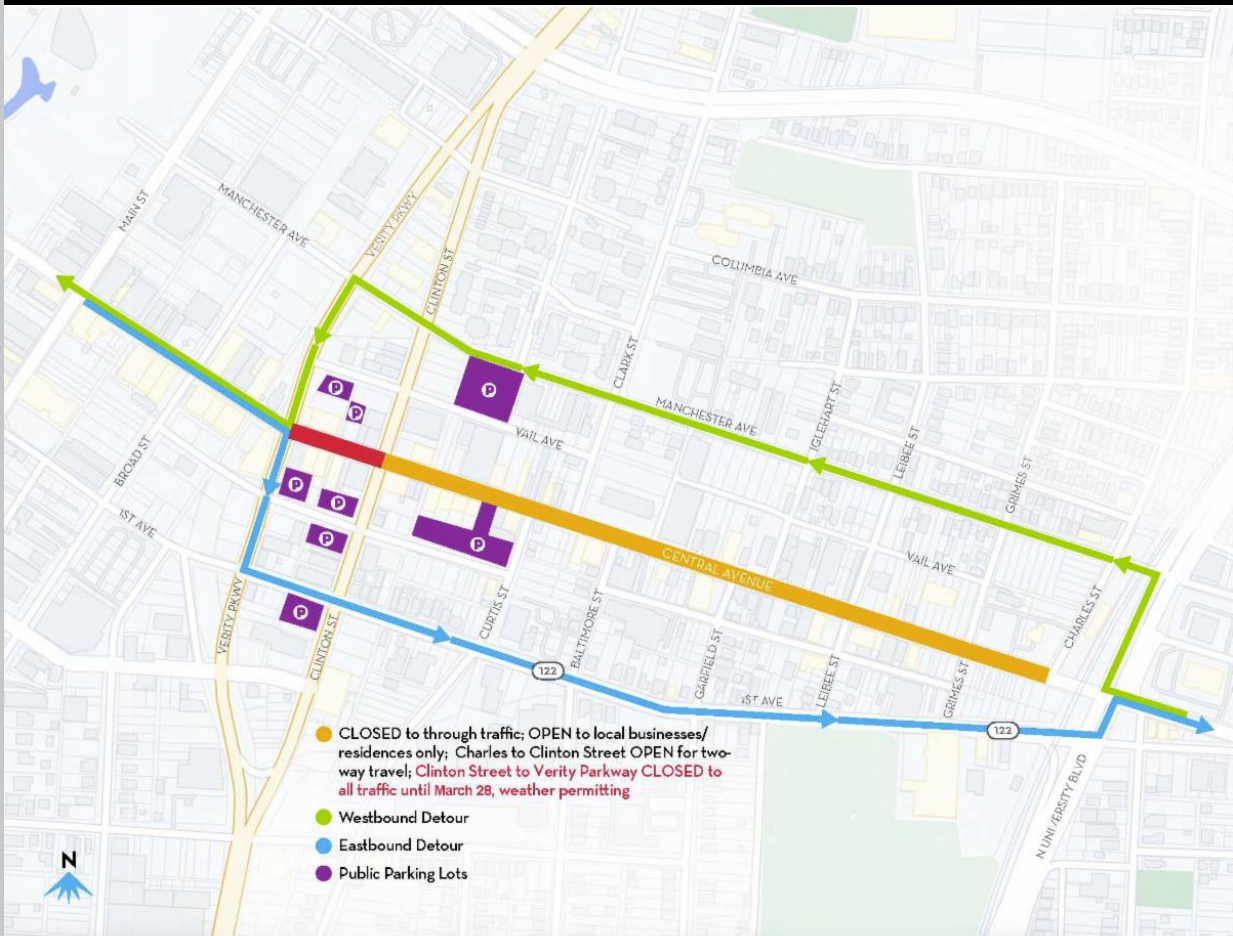 MAIN ST
MANCHESTER AVE
VERITY PKWY
CLINTON ST
COLUMBIA AVE
CLARK ST
P
MANCHESTER AVE
IGLEHART ST
P
P
VAIL AVE
LEIBEE ST
BROAD ST
GRIMES ST
P
P
1ST AVE
P
P
CENTRAL AVENUE
VAIL AVE
VERITY PKWY
P
CLINTON ST
CURTIS ST
BALTIMORE ST
CHARLES ST
122
GARFIELD ST
LEIBEE ST
GRIMES ST
1ST AVE
122
N UNIVERSITY BLVD
CLOSED to through traffic; OPEN to local businesses/
residences only; Charles to Clinton Street OPEN for two-
way travel; Clinton Street to Verity Parkway CLOSED to
all traffic until March 28, weather permitting
Westbound Detour
Eastbound Detour
Public Parking Lots
N